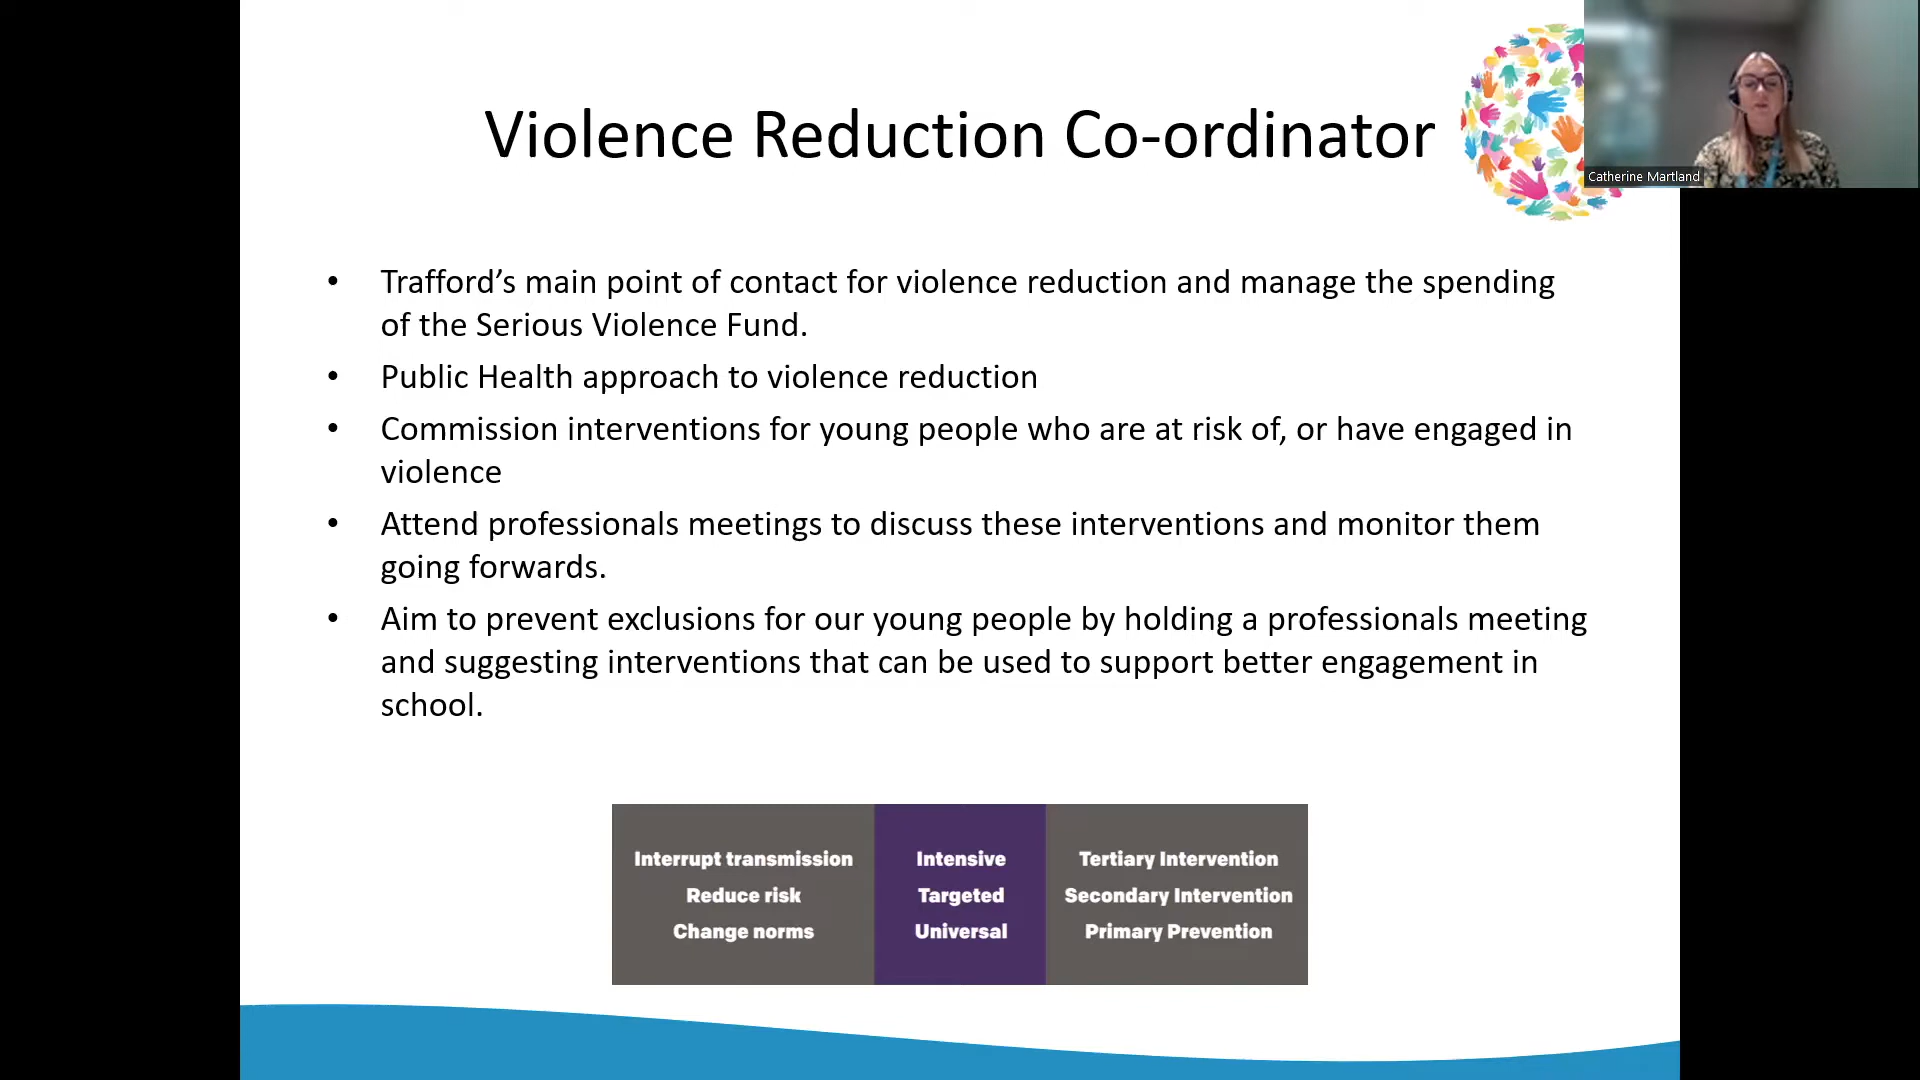 Violence Reduction Co-ordinator
Catherine Martland
• Trafford’s main point of contact for violence reduction and manage the spending
of the Serious Violence Fund.
• Public Health approach to violence reduction
• Commission interventions for young people who are at risk of, or have engaged in
violence
• Attend professionals meetings to discuss these interventions and monitor them
going forwards.
• Aim to prevent exclusions for our young people by holding a professionals meeting
and suggesting interventions that can be used to support better engagement in
school.
Interrupt transmission Intensive Tertiary Intervention
Reduce risk Targeted Secondary Intervention
Change norms Universal Primary Prevention